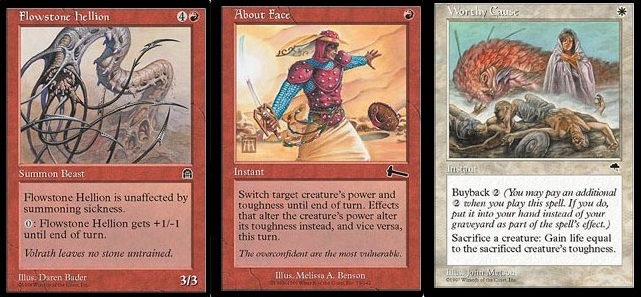 Flowstone Hellion 4
Summon Beast
Flowstone Hellion is unaffected by
summoning sickness.
0: Flowstone Hellion gets +1/-1
until end of turn.
Volrath leaves no stone untrained.
Illus. Daren Bader
3/3
About Face
Instant
Switch target creature's power and
toughness until end of turn. Effects
that alter the creature's power alter
its toughness instead, and vice versa,
this turn.
The overconfident are the most vulnerable.
Illus. Melissa A. Benson
Worthy Cause
Instant
Buyback 2 (You may pay an additional
2 when you play this spell. If you do,
put it into your hand instead of your
graveyard as part of the spell's effect.)
Sacrifice a creature: Gain life equal
to the sacrificed creature's toughness.
Illus. John Matson